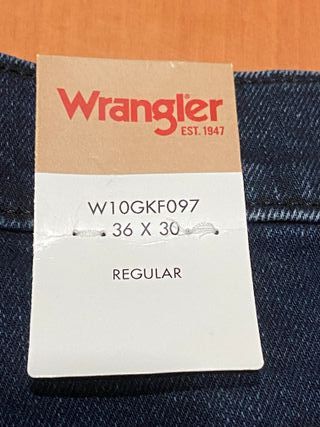 Wrangler
EST. 1947
W10GKF097
36 X 30
REGULAR